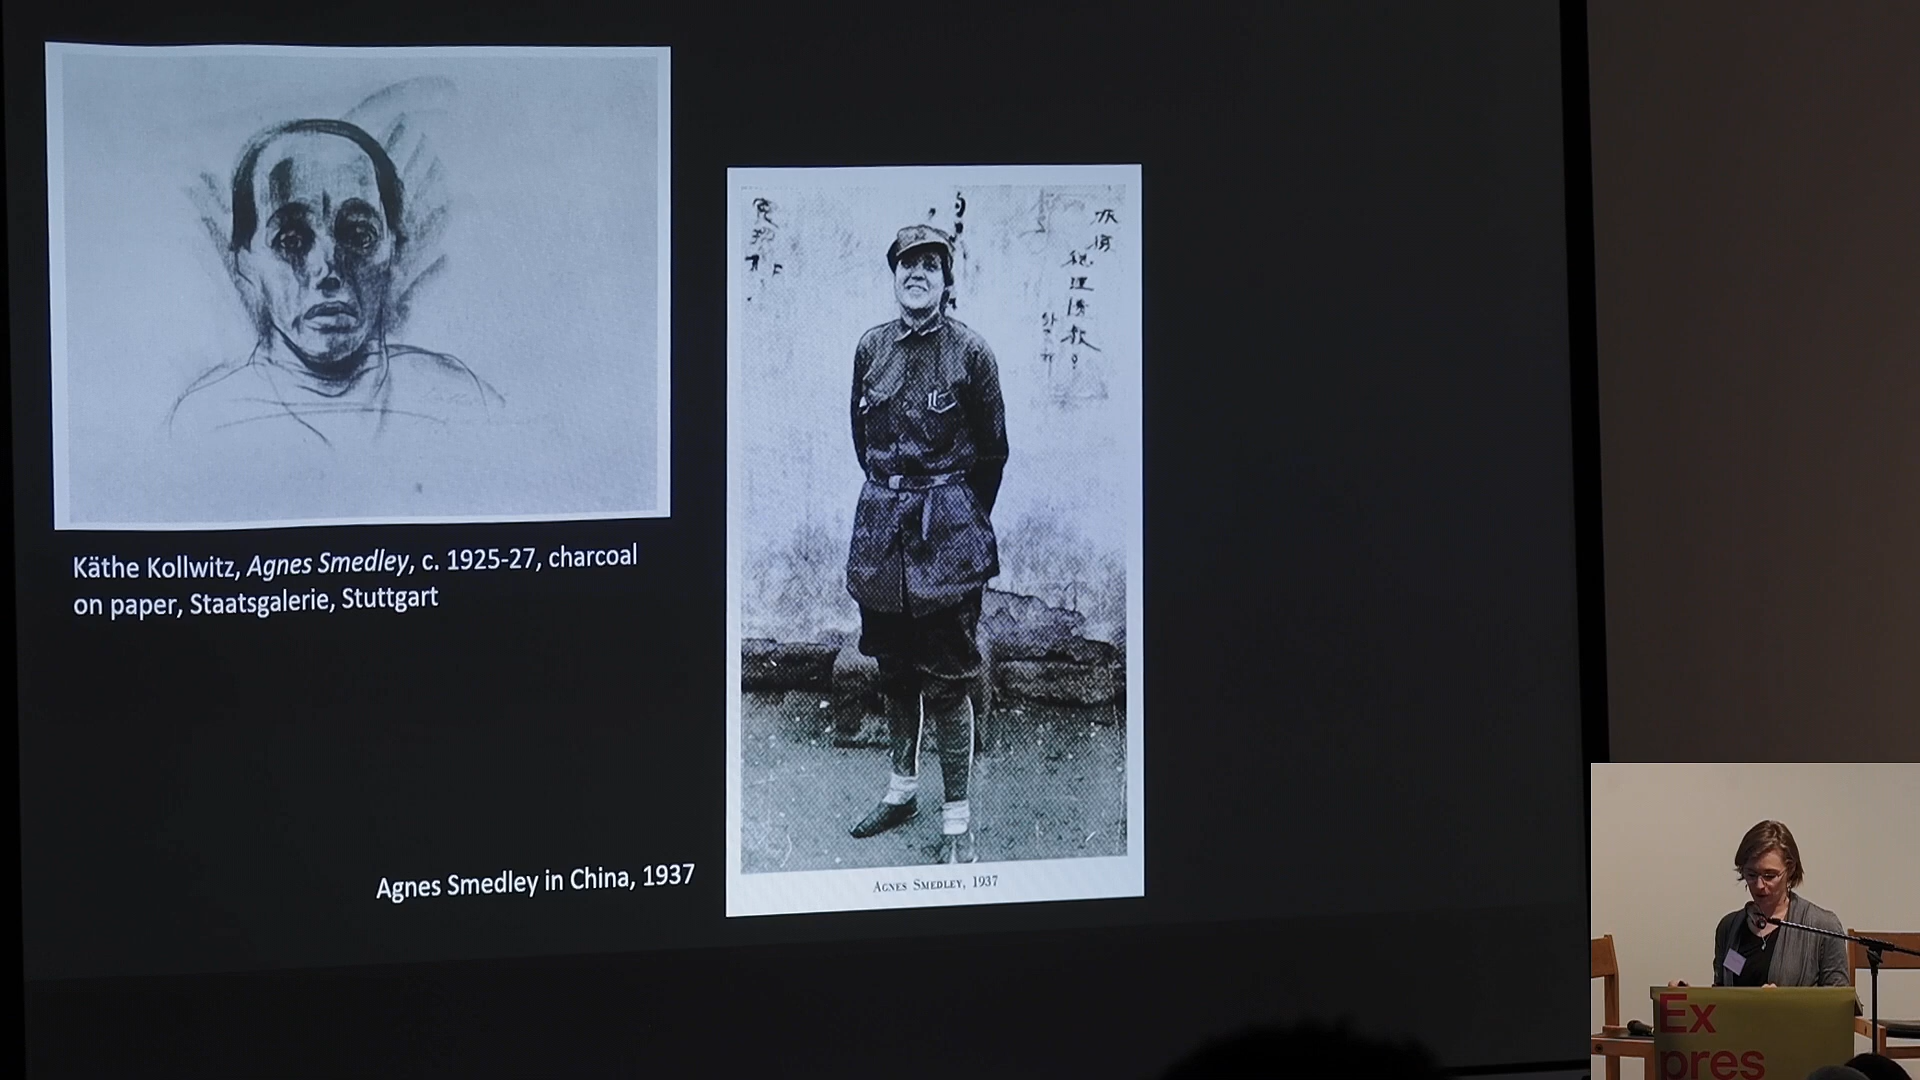 Käthe Kollwitz, Agnes Smedley, c. 1925-27, charcoal
on paper, Staatsgalerie, Stuttgart
Agnes Smedley in China, 1937
AGNES SMEDLEY, 1937
Ex
pres